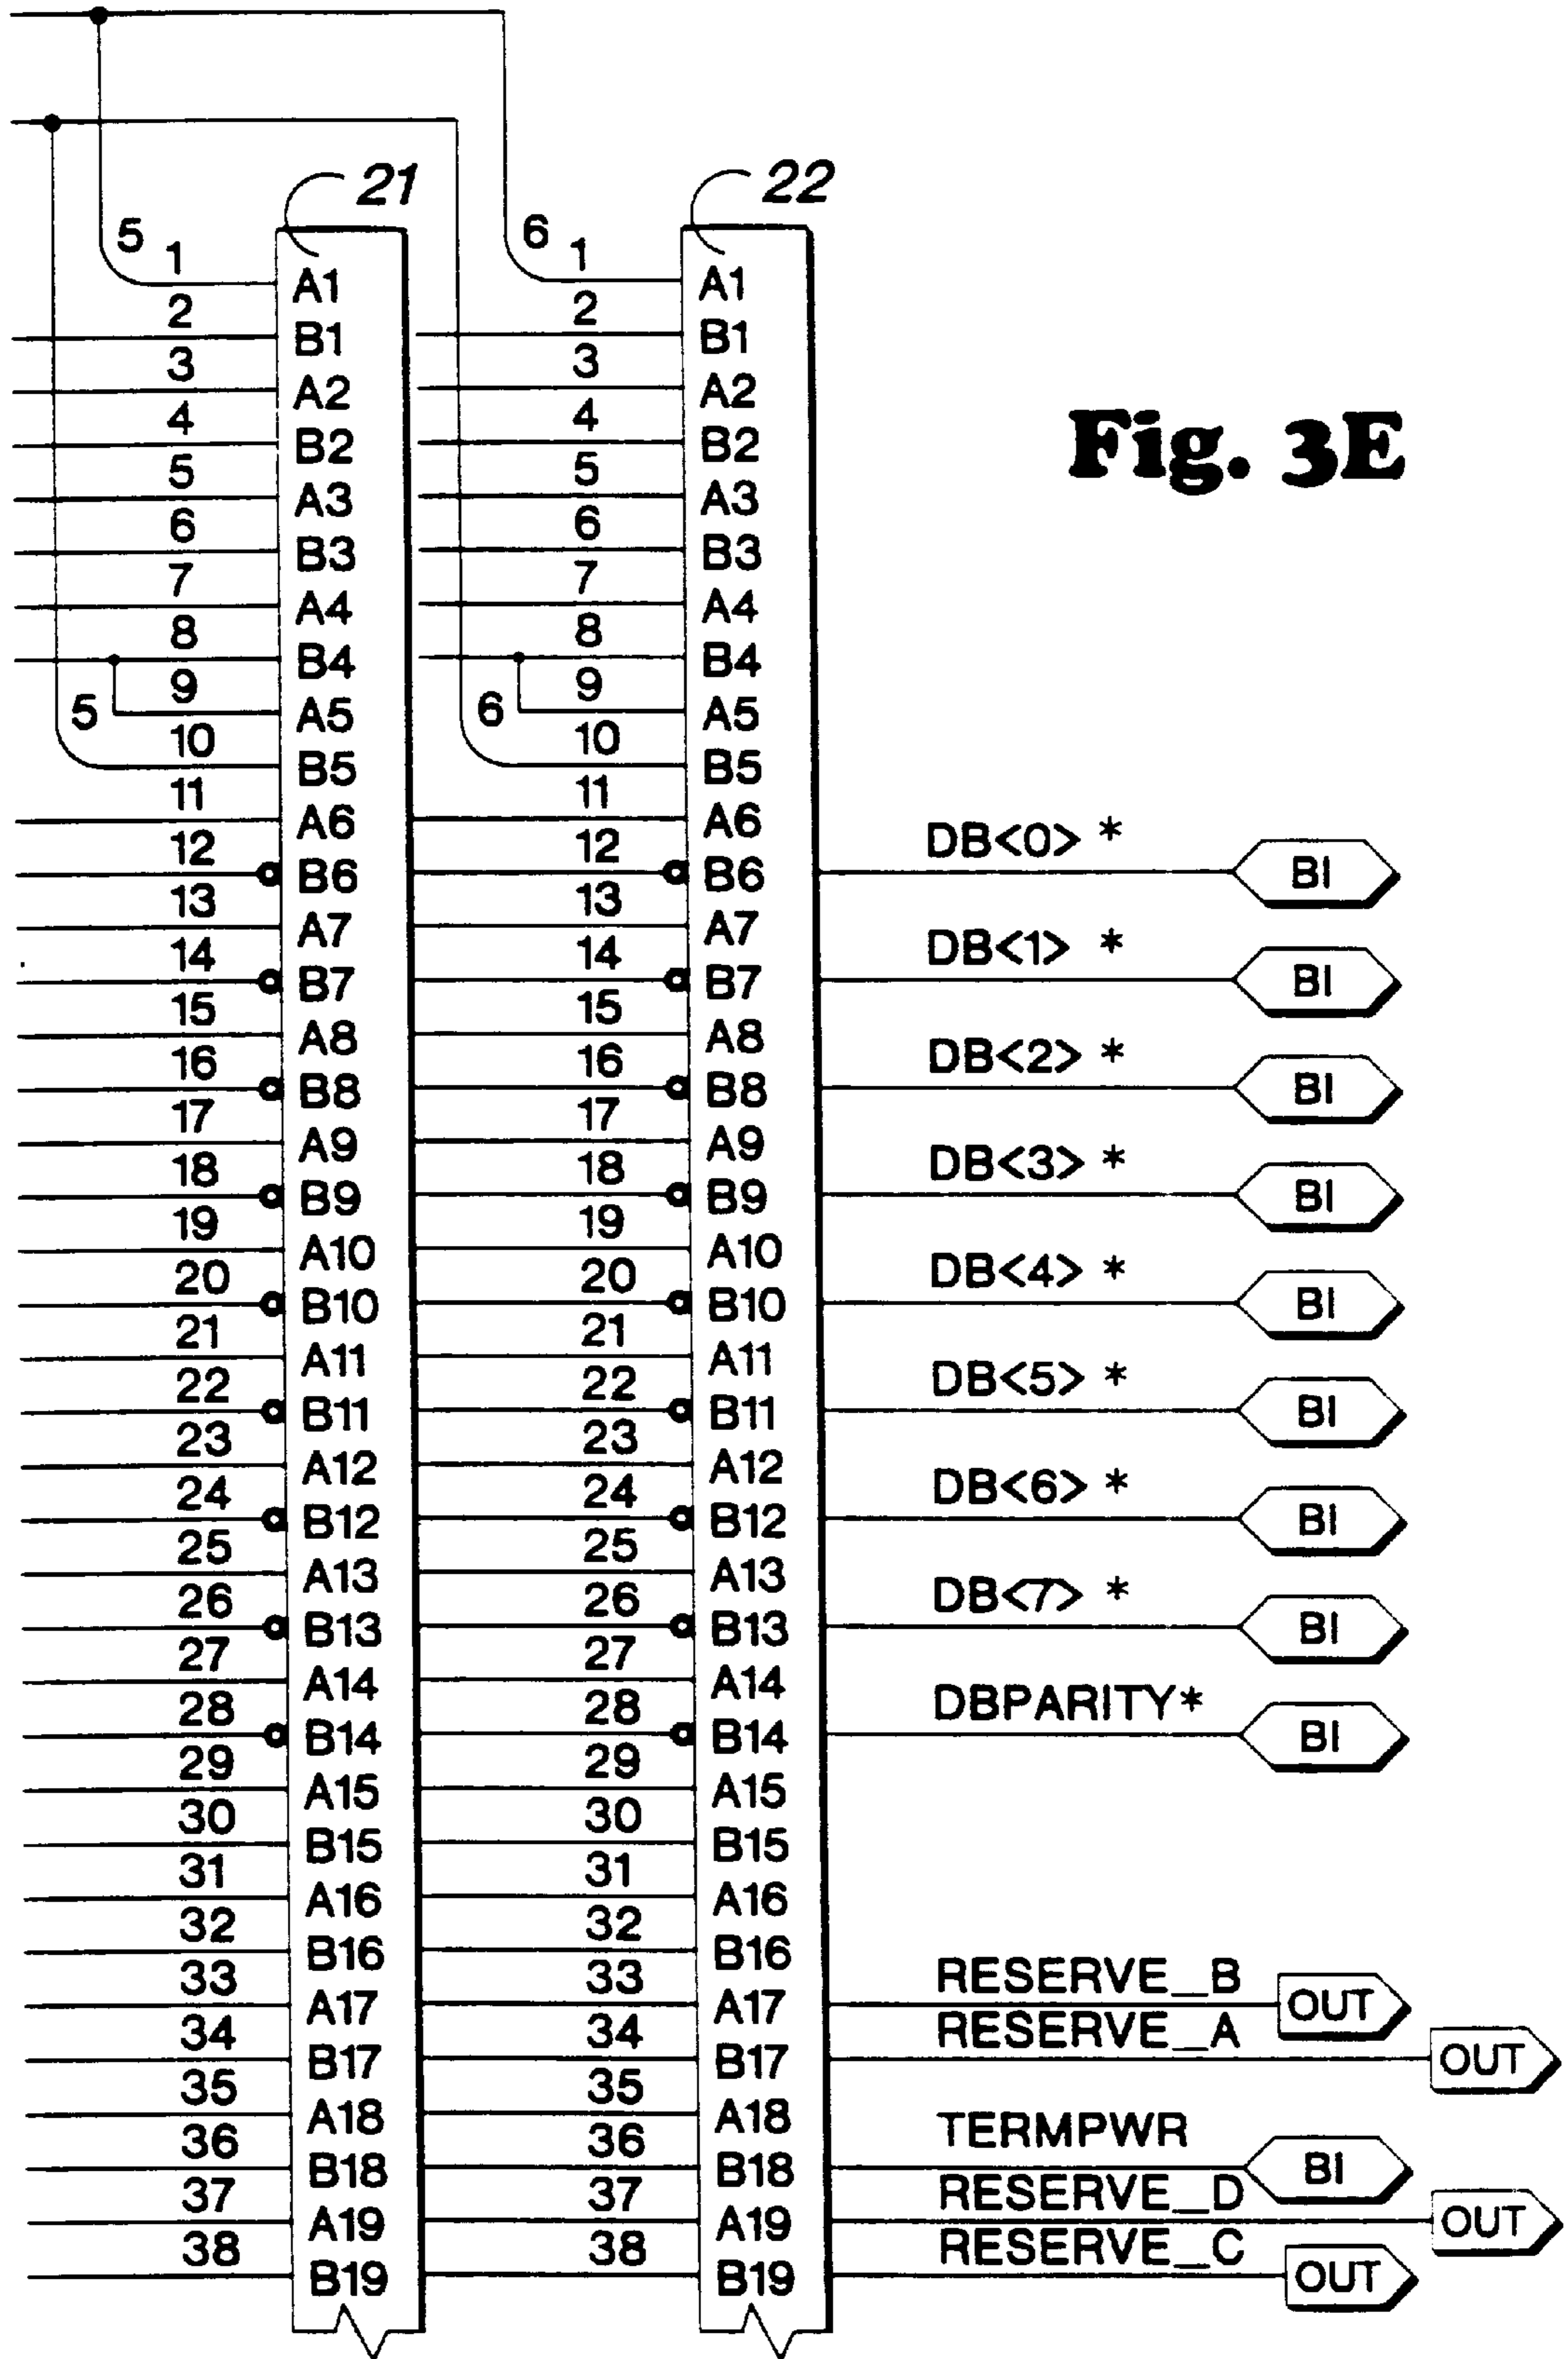 21 22
5 1 6 1
A1 A1
2 2
B1 B1
3 3
A2 A2
4 4
B2 B2
Fig. 3E
5 5
A3 A3
6 6
B3 B3
7 7
A4 A4
8 8
B4 B4
9 9
5 A5 6 A5
10 10
B5 B5
11 11
A6 A6
12 12 DB<0> *
B6 B6 BI
13 13
A7 A7
14 14 DB<1> *
B7 B7 BI
15 15
A8 A8
16 16 DB<2> *
B8 B8 BI
17 17
A9 A9
18 18 DB<3> *
B9 B9 BI
19 19
A10 A10
20 20 DB<4> *
B10 B10 BI
21 21
A11 A11
22 22 DB<5> *
B11 B11 BI
23 23
A12 A12
24 24 DB<6> *
B12 B12 BI
25 25
A13 A13
26 26 DB<7> *
B13 B13 BI
27 27
A14 A14
28 28 DBPARITY*
B14 B14 BI
29 29
A15 A15
30 30
B15 B15
31 31
A16 A16
32 32
B16 B16
33 33 RESERVE_B
A17 A17 OUT
34 34 RESERVE_A
B17 B17 OUT
35 35
A18 A18
36 36 TERMPWR
B18 B18 BI
37 37 RESERVE_D
A19 A19 OUT
38 38 RESERVE_C
B19 B19 OUT